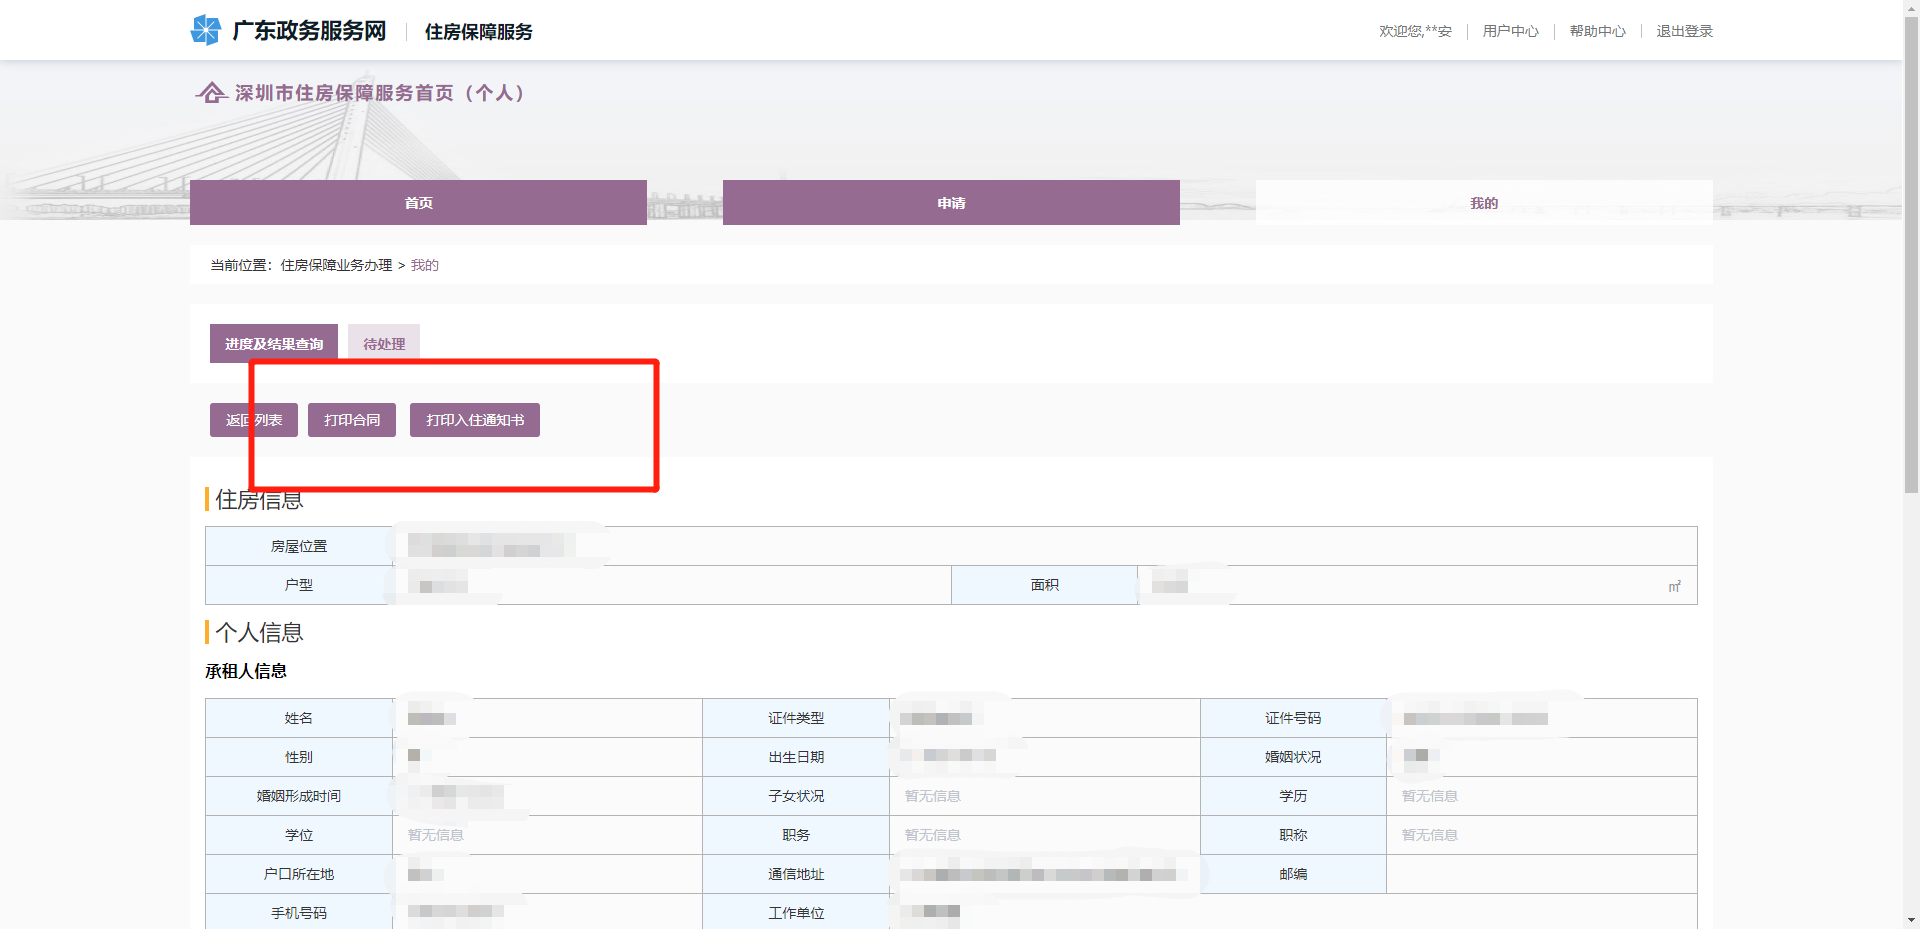 广东政务服务网 住房保障服务 欢迎您,**安 用户中心 帮助中心 退出登录
深圳市住房保障服务首页（个人）
首页 申请 我的
当前位置：住房保障业务办理 > 我的
进度及结果查询 待处理
返回列表 打印合同 打印入住通知书
住房信息
房屋位置
户型 面积 ㎡
个人信息
承租人信息
姓名 证件类型 证件号码
性别 出生日期 婚姻状况
婚姻形成时间 子女状况 暂无信息 学历 暂无信息
学位 暂无信息 职务 暂无信息 职称 暂无信息
户口所在地 通信地址 邮编
手机号码 工作单位